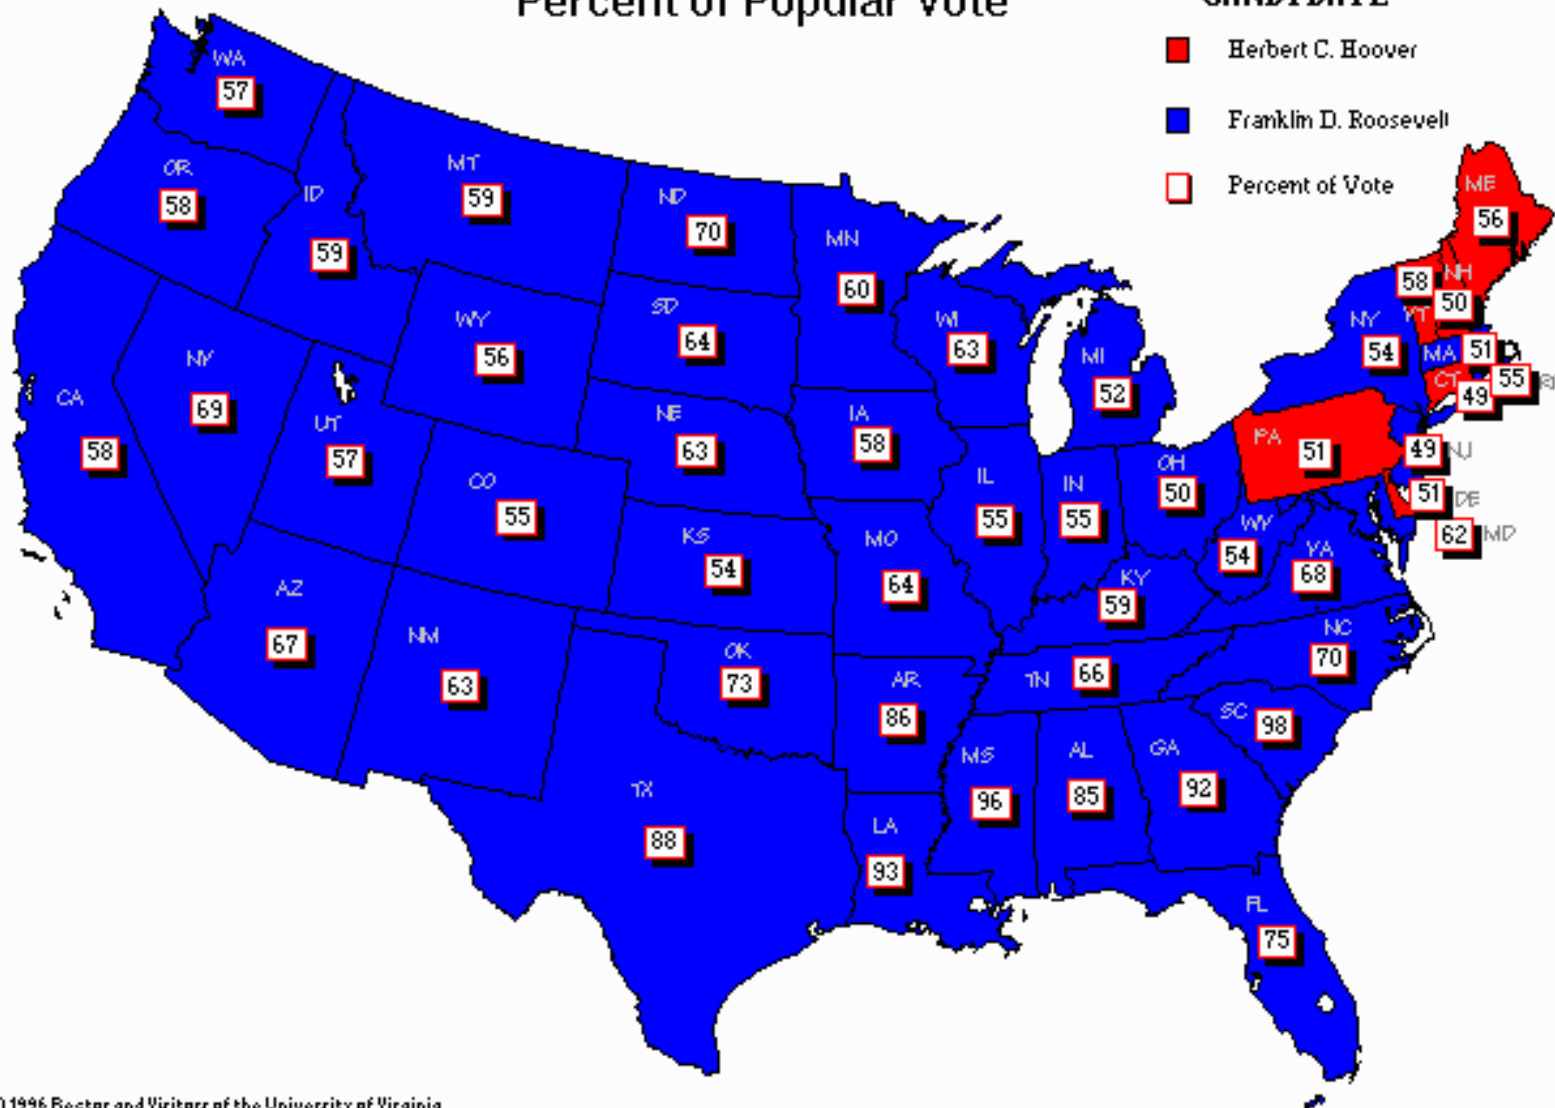 Percent of Popular Vote
CANDIDATE
Herbert C. Hoover
Franklin D. Roosevelt
Percent of Vote
WA
57
OR
58
ID
59
MT
59
ND
70
MN
60
ME
56
58
NH
50
VT
SD
64
WY
56
WI
63
MI
52
NY
54
MA
51
CT
49
55
RI
NV
69
CA
58
UT
57
NE
63
IA
58
CO
55
IL
55
IN
55
OH
50
PA
51
49
NJ
51
DE
62
MD
KS
54
MO
64
WV
54
VA
68
KY
59
AZ
67
NM
63
OK
73
AR
86
TN
66
NC
70
SC
98
MS
96
AL
85
GA
92
TX
88
LA
93
FL
75
1996 Rector and Visitors of the University of Virginia